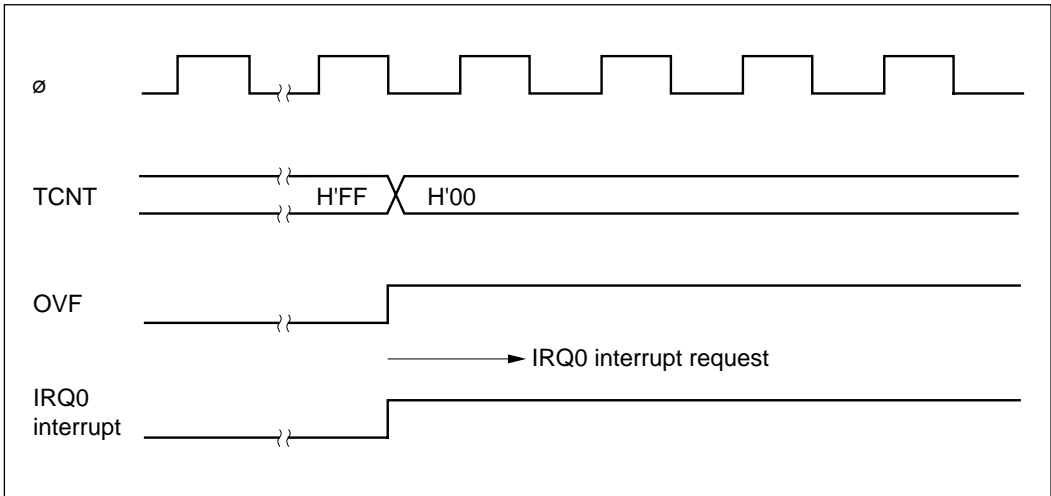 ø
TCNT
H'FF
H'00
OVF
IRQ0 interrupt request
IRQ0
interrupt